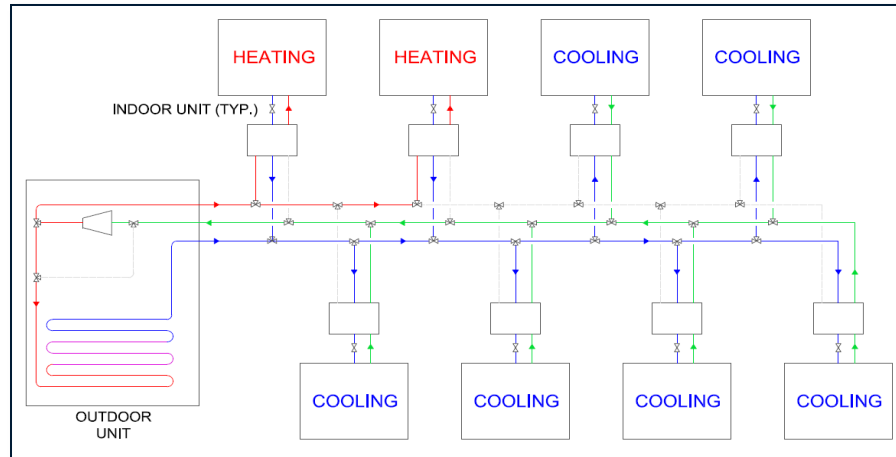 HEATING
HEATING
COOLING
COOLING
INDOOR UNIT (TYP.)
OUTDOOR
UNIT
COOLING
COOLING
COOLING
COOLING